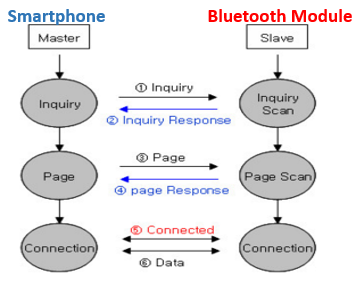 Smartphone
Bluetooth Module
Master
Slave
① Inquiry
Inquiry
Inquiry
Scan
② Inquiry Response
③ Page
Page
Page Scan
④ page Response
⑤ Connected
Connection
Connection
⑥ Data